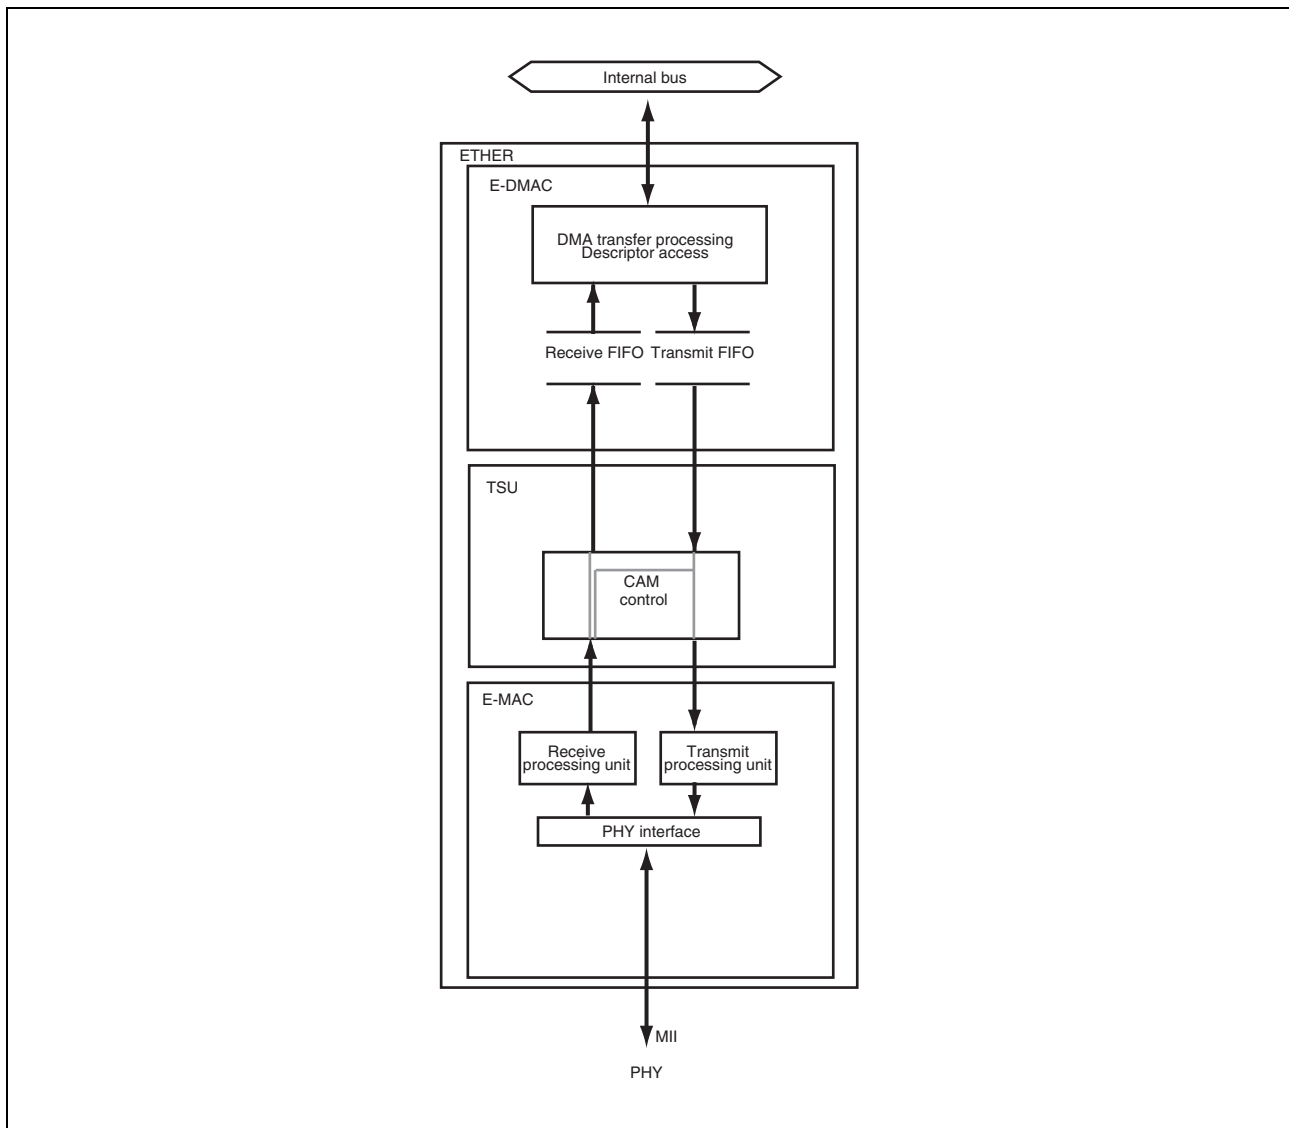 Internal bus
ETHER
E-DMAC
DMA transfer processing
Descriptor access
Receive FIFO
Transmit FIFO
TSU
CAM
control
E-MAC
Receive
processing unit
Transmit
processing unit
PHY interface
MII
PHY